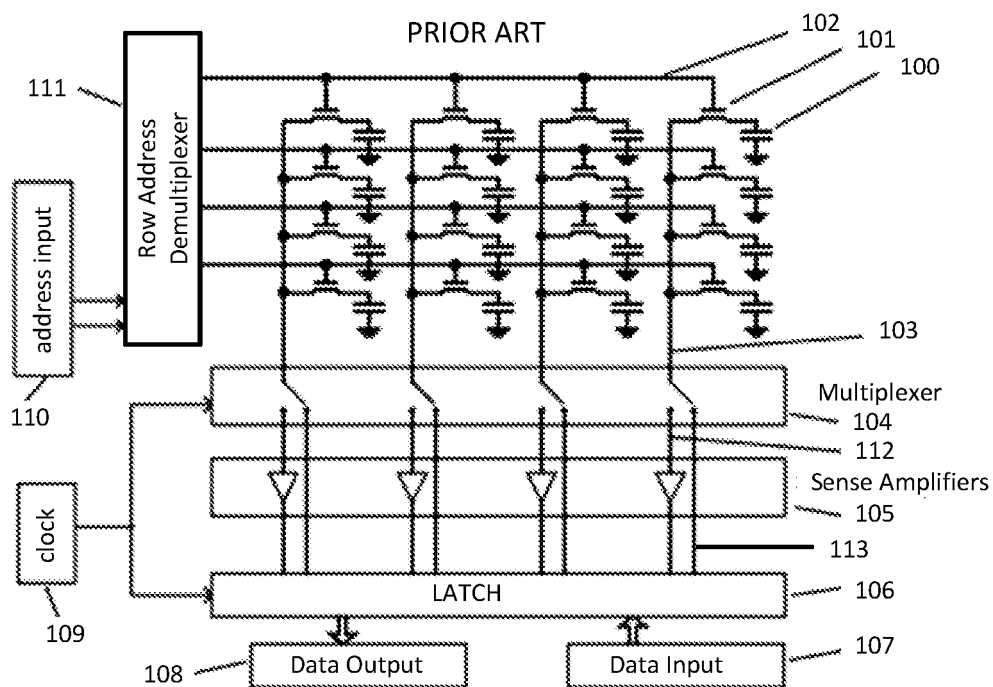 PRIOR ART
102
101
100
111
Row Address
Demultiplexer
address input
110
103
Multiplexer
104
112
Sense Amplifiers
105
clock
109
113
LATCH
106
108
Data Output
Data Input
107